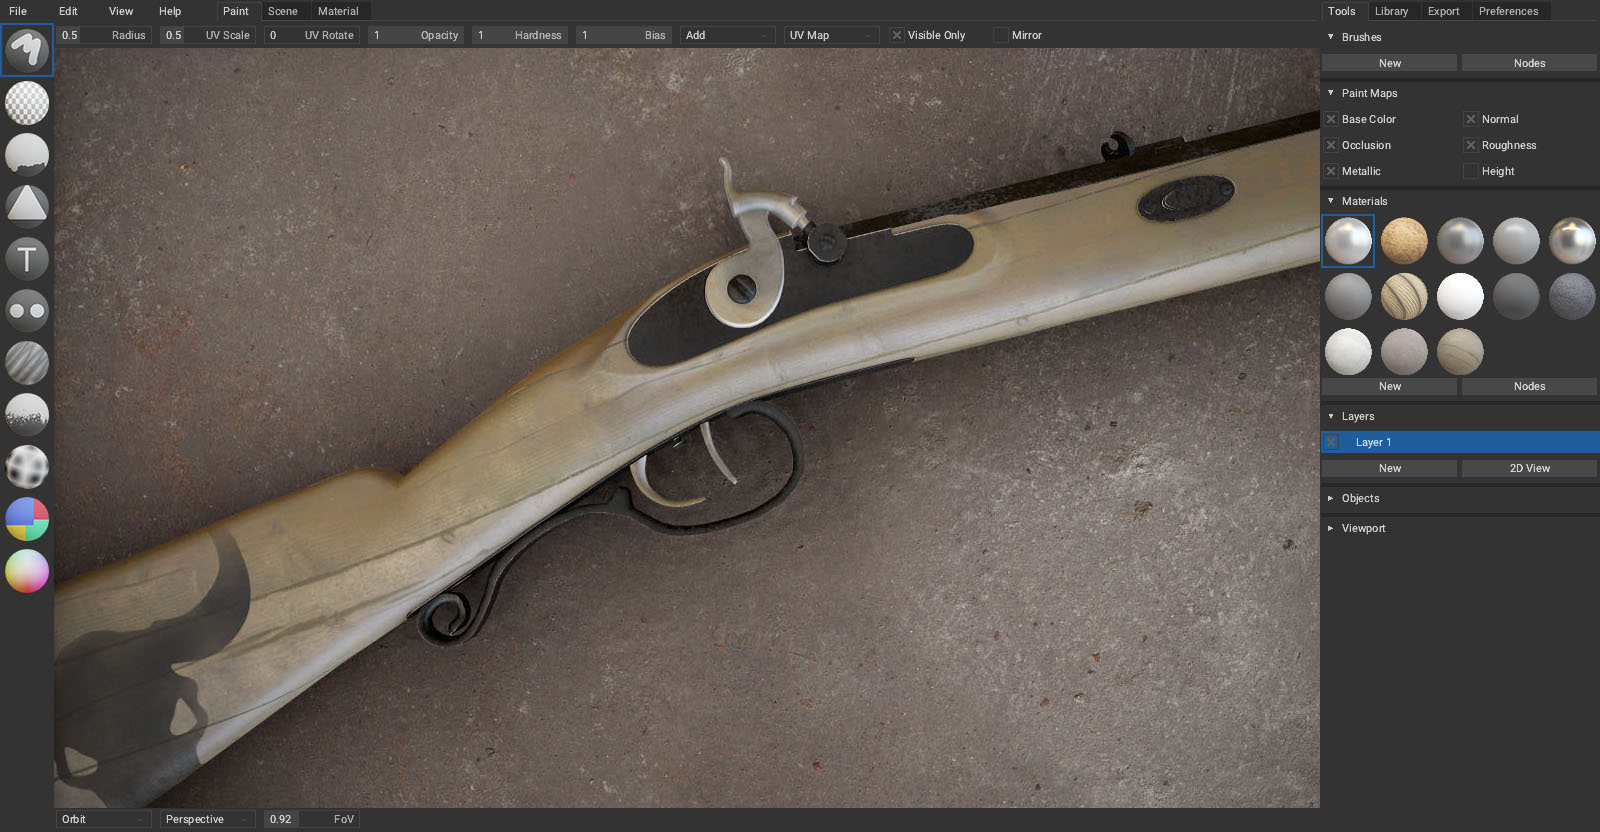 File Edit View Help Paint Scene Material
0.5 Radius 0.5 UV Scale 0 UV Rotate 1 Opacity 1 Hardness 1 Bias Add UV Map Visible Only Mirror
T
Orbit Perspective 0.92 FoV
Tools Library Export Preferences
Brushes
New Nodes
Paint Maps
Base Color Normal
Occlusion Roughness
Metallic Height
Materials
New Nodes
Layers
Layer 1
New 2D View
Objects
Viewport